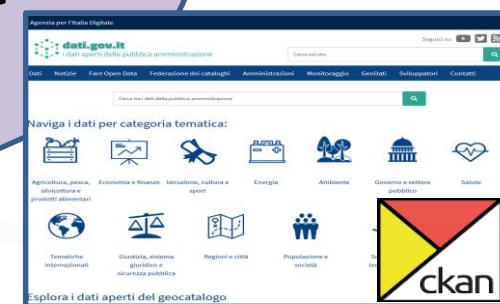 Agenzia per l'Italia Digitale
dati.gov.it
i dati aperti della pubblica amministrazione
Seguici su
Cerca nel sito
Dati Notizie Fare Open Data Federazione dei cataloghi Amministrazioni Monitoraggio GeoDati Sviluppatori Contatti
Cerca tra i dati della pubblica amministrazione
Naviga i dati per categoria tematica:
Agricoltura, pesca, silvicoltura e prodotti alimentari
Economia e finanze
Istruzione, cultura e sport
Energia
Ambiente
Governo e settore pubblico
Salute
Tematiche internazionali
Giustizia, sistema giuridico e sicurezza pubblica
Regioni e città
Popolazione e società
Esplora i dati aperti del geocatalogo
ckan